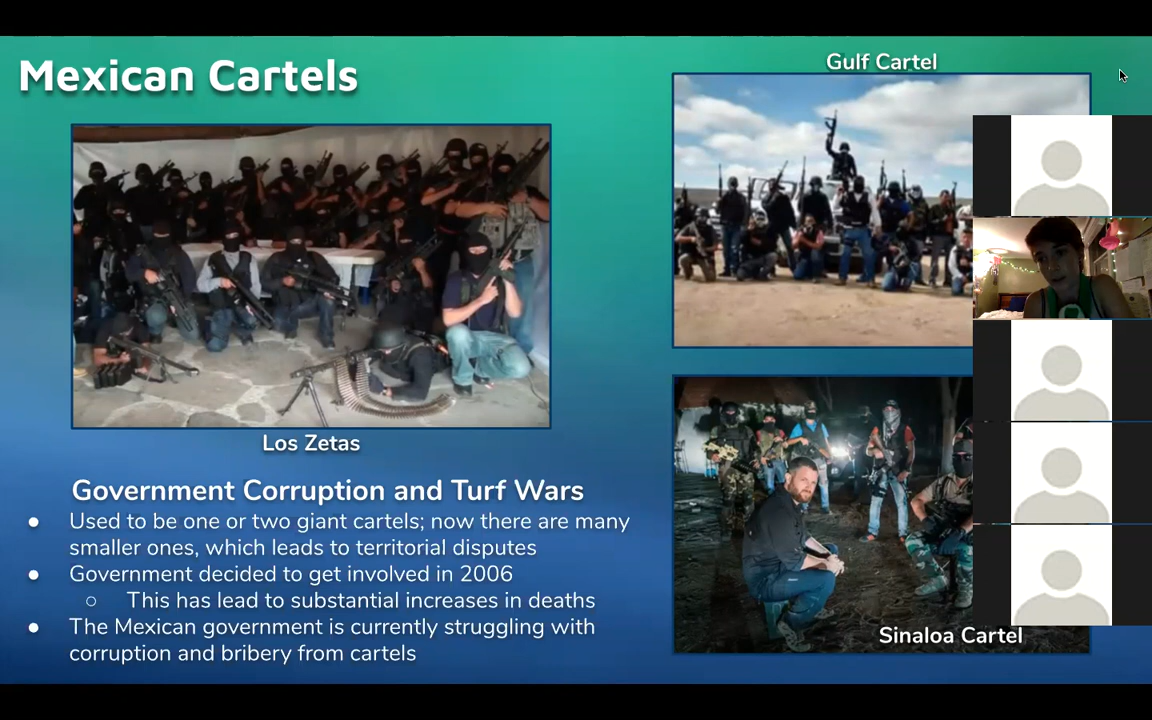 Mexican Cartels
Gulf Cartel
Los Zetas
Government Corruption and Turf Wars
● Used to be one or two giant cartels; now there are many
smaller ones, which leads to territorial disputes
● Government decided to get involved in 2006
○ This has lead to substantial increases in deaths
● The Mexican government is currently struggling with
corruption and bribery from cartels
Sinaloa Cartel